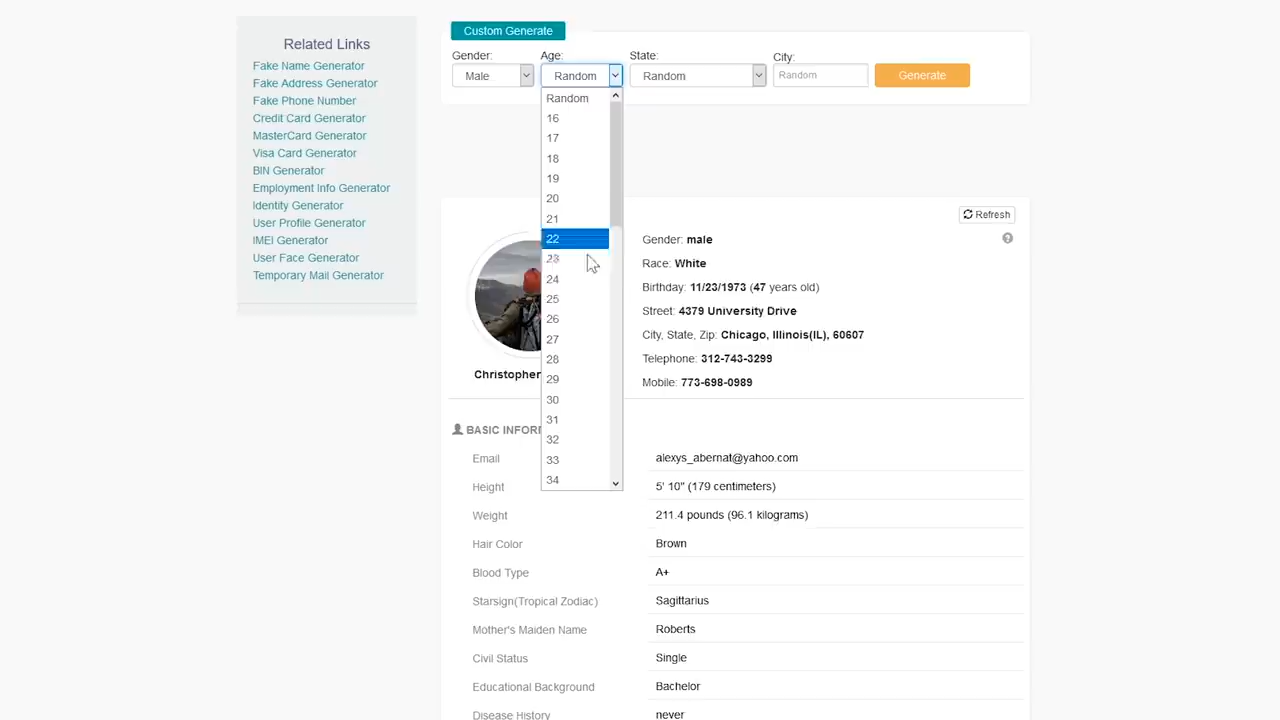 Related Links
Fake Name Generator
Fake Address Generator
Fake Phone Number
Credit Card Generator
MasterCard Generator
Visa Card Generator
BIN Generator
Employment Info Generator
Identity Generator
User Profile Generator
IMEI Generator
User Face Generator
Temporary Mail Generator
Custom Generate
Gender: Age: State: City:
Male Random Random Random Generate
Random
16
17
18
19
20
21
22
23
24
25
26
27
28
29
30
31
32
33
34
Refresh
Christopher
Gender: male
Race: White
Birthday: 11/23/1973 (47 years old)
Street: 4379 University Drive
City, State, Zip: Chicago, Illinois(IL), 60607
Telephone: 312-743-3299
Mobile: 773-698-0989
BASIC INFOR
Email alexys_abernat@yahoo.com
Height 5' 10" (179 centimeters)
Weight 211.4 pounds (96.1 kilograms)
Hair Color Brown
Blood Type A+
Starsign(Tropical Zodiac) Sagittarius
Mother's Maiden Name Roberts
Civil Status Single
Educational Background Bachelor
Disease History never